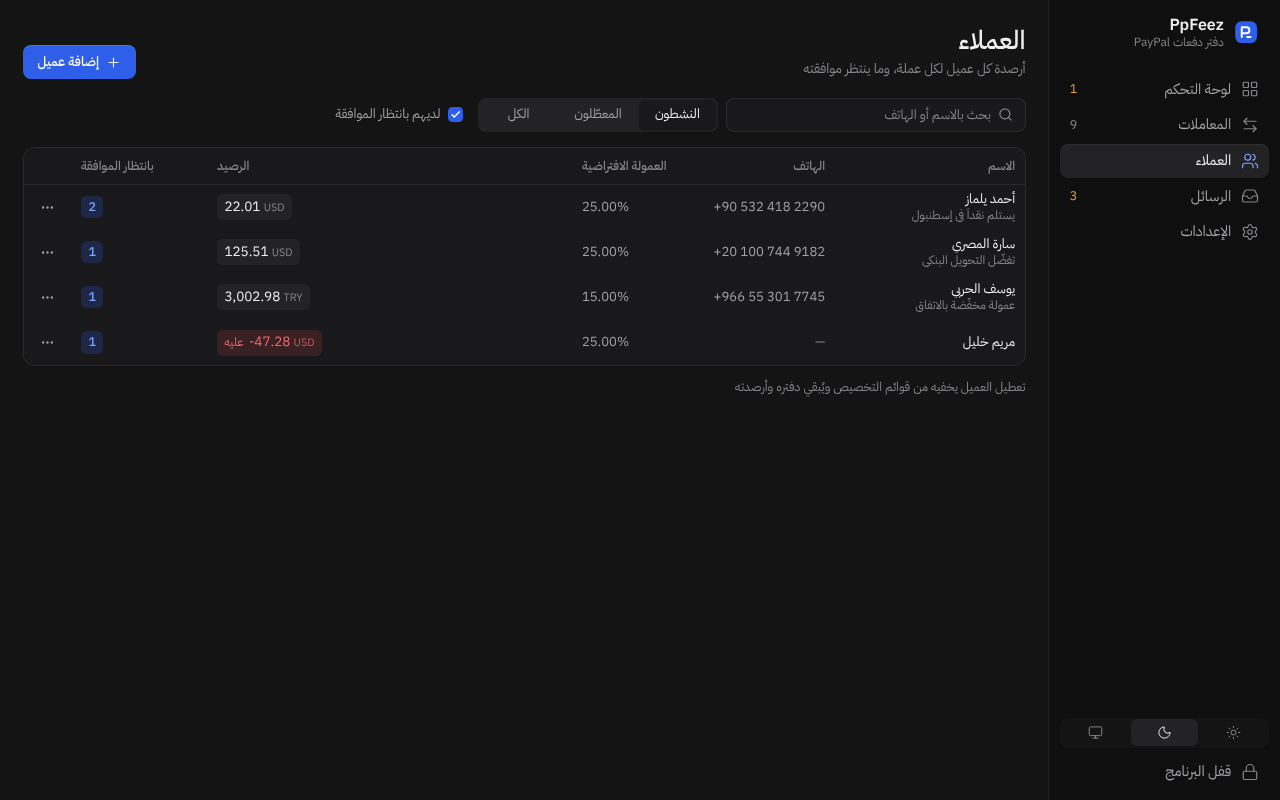 PpFeez
دفتر دفعات PayPal
لوحة التحكم 1
المعاملات 9
العملاء
الرسائل 3
الإعدادات
قفل البرنامج
العملاء
أرصدة كل عميل لكل عملة، وما ينتظر موافقته
+ إضافة عميل
بحث بالاسم أو الهاتف
النشطون المعطّلون الكل لديهم بانتظار الموافقة
الاسم الهاتف العمولة الافتراضية الرصيد بانتظار الموافقة
أحمد يلماز +90 532 418 2290 25.00% 22.01 USD 2
يستلم نقداً في إسطنبول
سارة المصري +20 100 744 9182 25.00% 125.51 USD 1
تفضّل التحويل البنكي
يوسف الحربي +966 55 301 7745 15.00% 3,002.98 TRY 1
عمولة مخفّضة بالاتفاق
مريم خليل — 25.00% -47.28 USD عليه 1
تعطيل العميل يخفيه من قوائم التخصيص ويُبقي دفتره وأرصدته